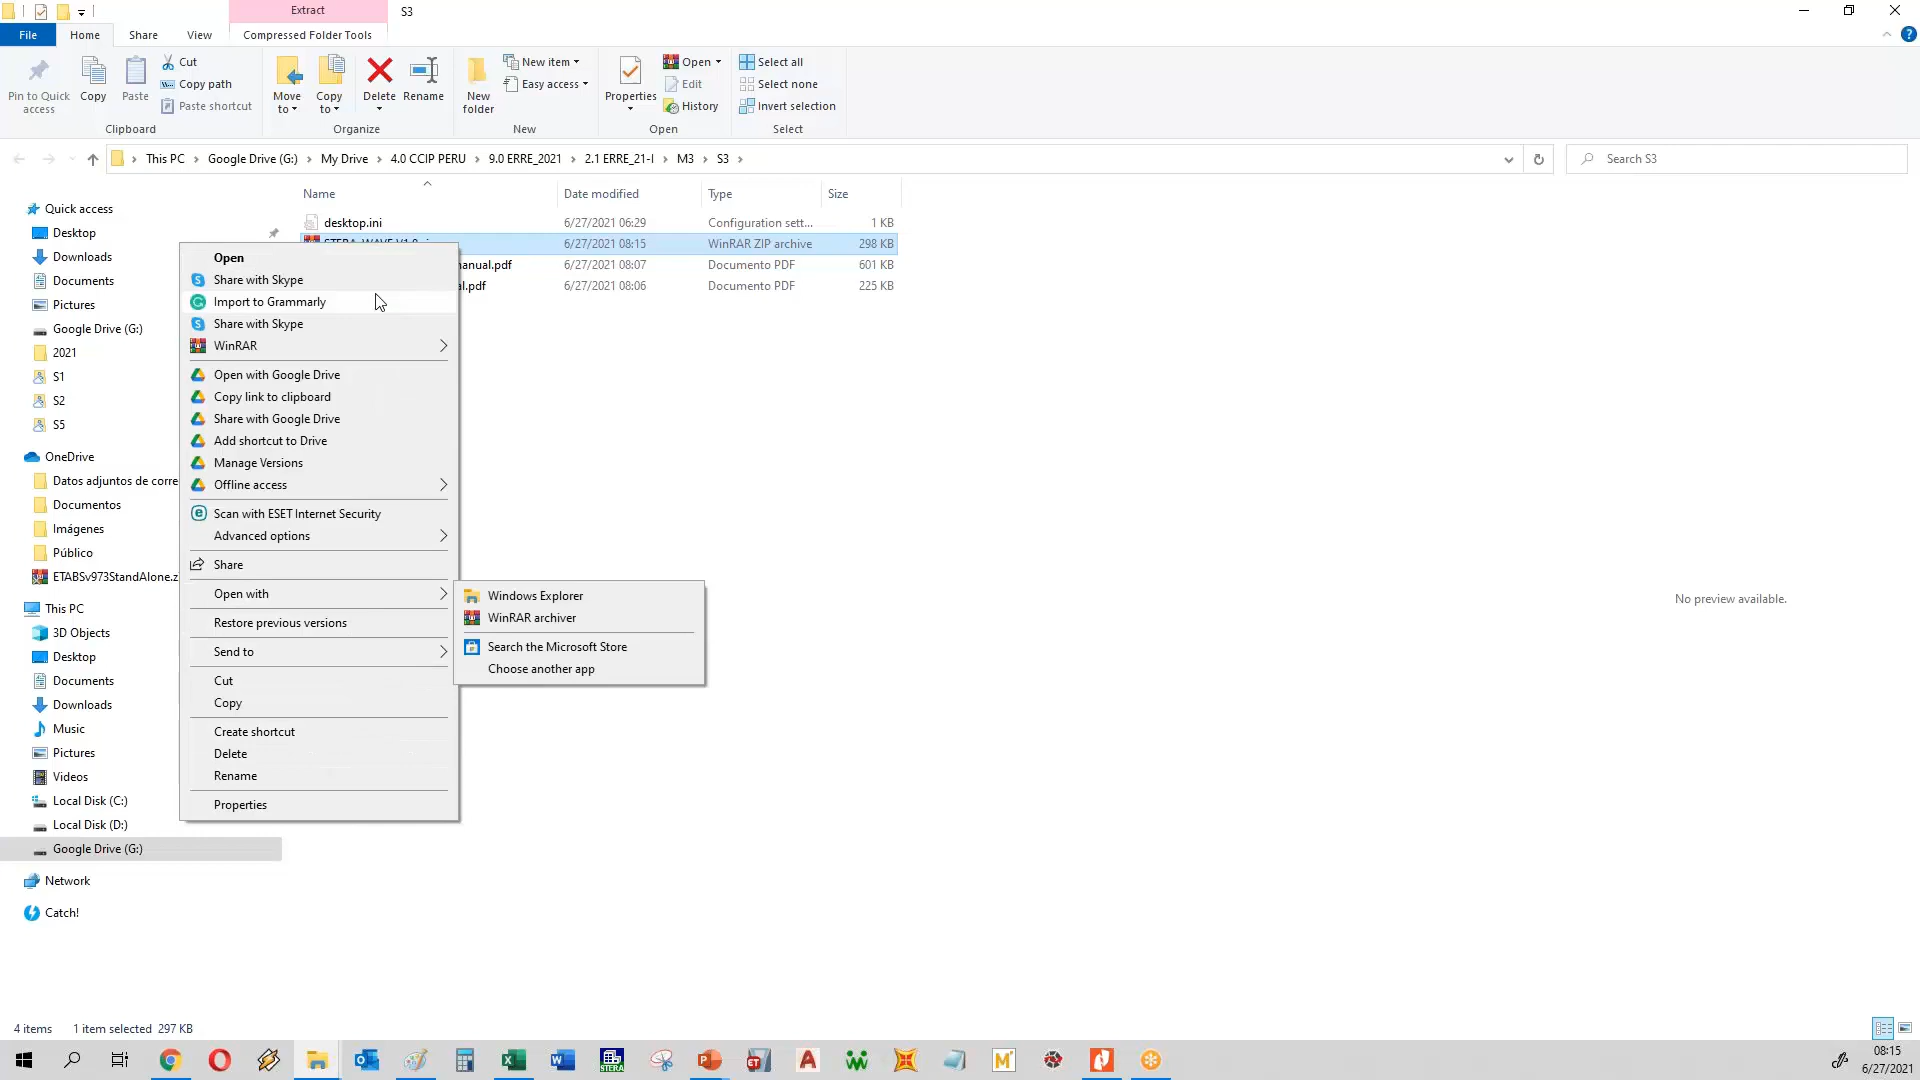 Extract
S3
File
Home
Share
View
Compressed Folder Tools
Pin to Quick access
Copy
Paste
Cut
Copy path
Paste shortcut
Clipboard
Move to
Copy to
Delete
Rename
Organize
New folder
New item
Easy access
New
Properties
Open
Edit
History
Open
Select all
Select none
Invert selection
Select
This PC
Google Drive (G:)
My Drive
4.0 CCIP PERU
9.0 ERRE_2021
2.1 ERRE_21-I
M3
S3
Search S3
Name
Date modified
Type
Size
desktop.ini
6/27/2021 06:29
Configuration sett...
1 KB
6/27/2021 08:15
WinRAR ZIP archive
298 KB
anual.pdf
6/27/2021 08:07
Documento PDF
601 KB
al.pdf
6/27/2021 08:06
Documento PDF
225 KB
Quick access
Desktop
Downloads
Documents
Pictures
Google Drive (G:)
2021
S1
S2
S5
OneDrive
Datos adjuntos de corre
Documentos
Imágenes
Público
ETABSv973StandAlone.z
This PC
3D Objects
Desktop
Documents
Downloads
Music
Pictures
Videos
Local Disk (C:)
Local Disk (D:)
Google Drive (G:)
Network
Catch!
Open
Share with Skype
Import to Grammarly
Share with Skype
WinRAR
Open with Google Drive
Copy link to clipboard
Share with Google Drive
Add shortcut to Drive
Manage Versions
Offline access
Scan with ESET Internet Security
Advanced options
Share
Open with
Restore previous versions
Send to
Cut
Copy
Create shortcut
Delete
Rename
Properties
Windows Explorer
WinRAR archiver
Search the Microsoft Store
Choose another app
No preview available.
4 items
1 item selected 297 KB
STERA
08:15
6/27/2021